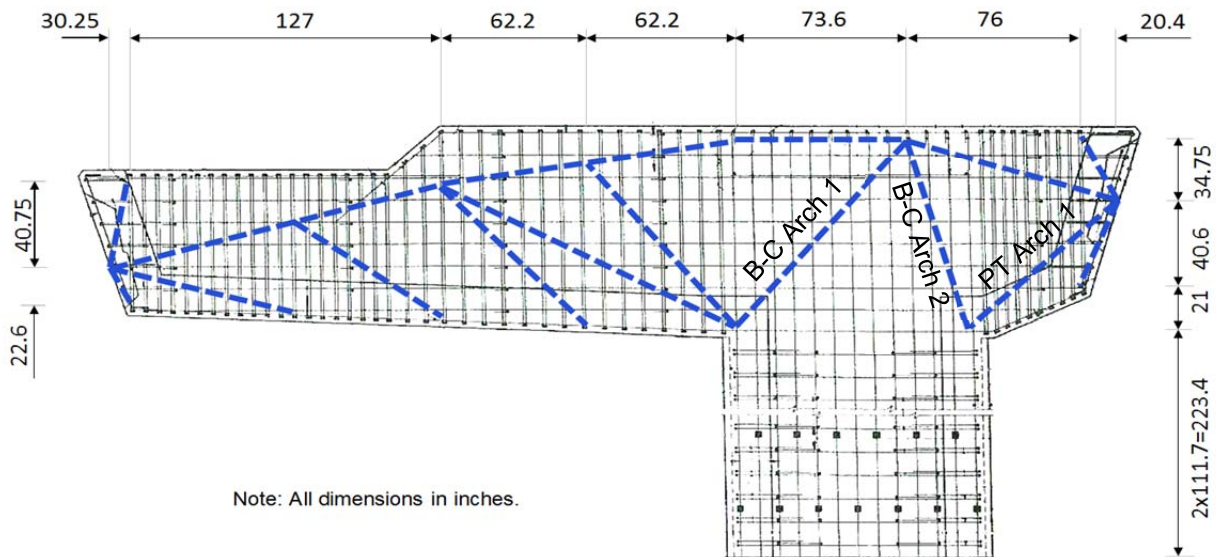 30.25 127 62.2 62.2 73.6 76 20.4
40.75
22.6
B-C Arch 1
B-C Arch 2
PT Arch 1
34.75
40.6
21
2x111.7=223.4
Note: All dimensions in inches.